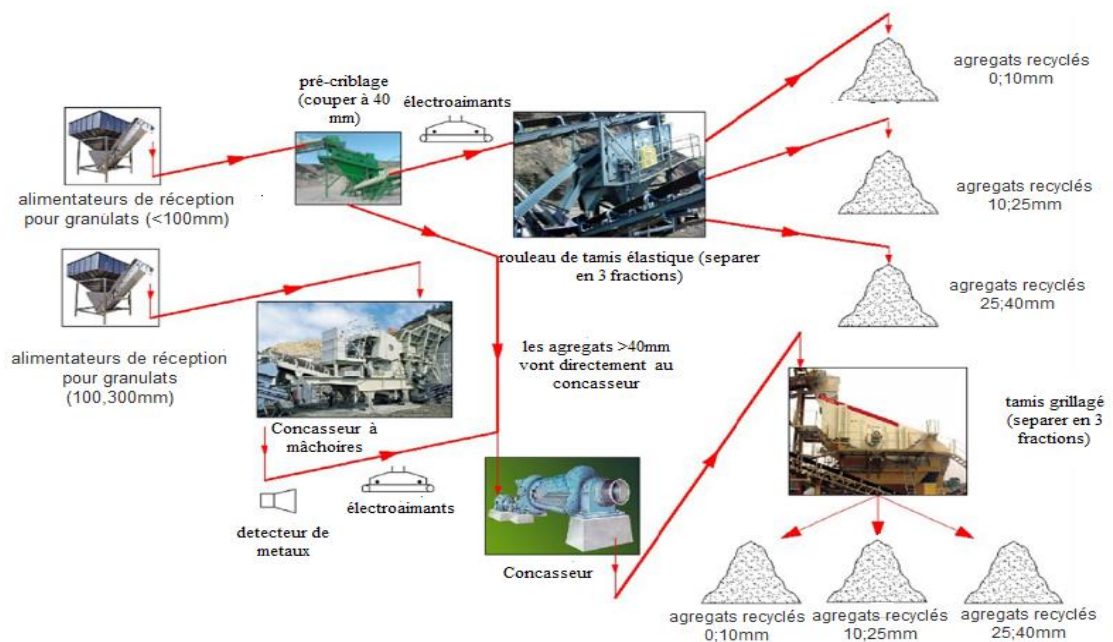 pré-criblage
(couper à 40
mm)
électroaimants
agregats recyclés
0;10mm
alimentateurs de réception
pour granulats (<100mm)
agregats recyclés
10;25mm
rouleau de tamis élastique (separer
en 3 fractions)
agregats recyclés
25;40mm
alimentateurs de réception
pour granulats
(100,300mm)
les agregats >40mm
vont directement au
concasseur
tamis grillagé
(separer en 3
fractions)
Concasseur à
mâchoires
électroaimants
detecteur de
metaux
Concasseur
agregats recyclés
0;10mm
agregats recyclés
10;25mm
agregats recyclés
25;40mm